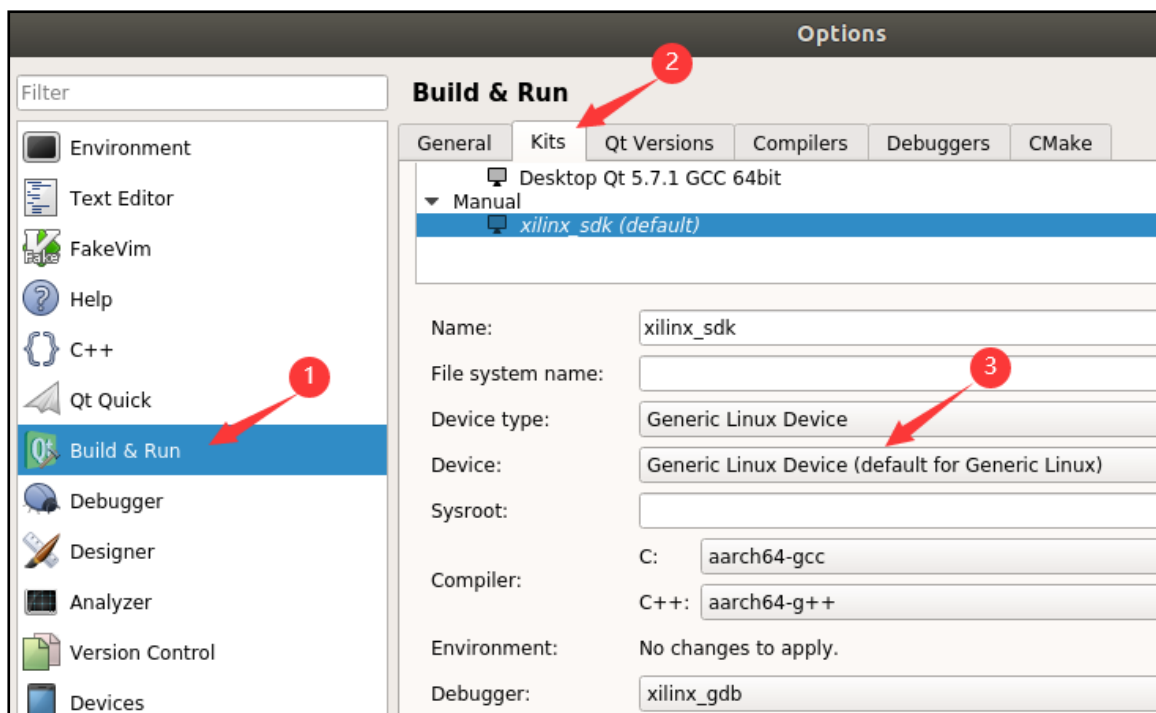 Options
2
Filter
Build & Run
General Kits Qt Versions Compilers Debuggers CMake
Environment
Text Editor
Fake
FakeVim
Help
C++
Qt Quick
1
Qt
Build & Run
Debugger
Designer
Analyzer
Version Control
Devices
Desktop Qt 5.7.1 GCC 64bit
Manual
xilinx_sdk (default)
Name: xilinx_sdk
File system name:
3
Device type: Generic Linux Device
Device: Generic Linux Device (default for Generic Linux)
Sysroot:
Compiler:
C: aarch64-gcc
C++: aarch64-g++
Environment: No changes to apply.
Debugger: xilinx_gdb